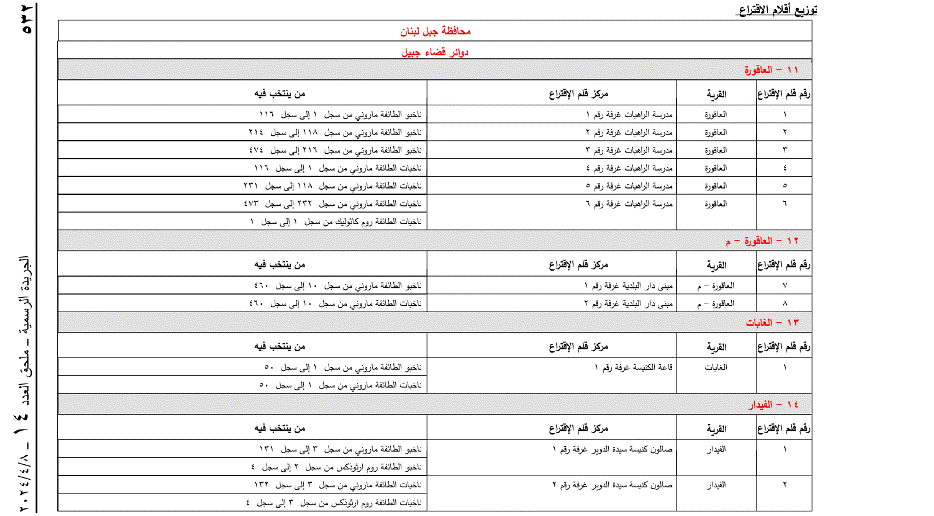 توزيع أقلام الاقتراع
محافظة جبل لبنان
دوائر قضاء جبيل
١١ - العاقورة
رقم قلم الإقتراع القرية مركز قلم الإقتراع من ينتخب فيه
١ العاقورة مدرسة الراهبات غرفة رقم ١ ناخبو الطائفة ماروني من سجل ١ إلى سجل ١١٦
٢ العاقورة مدرسة الراهبات غرفة رقم ٢ ناخبو الطائفة ماروني من سجل ١١٨ إلى سجل ٢١٤
٣ العاقورة مدرسة الراهبات غرفة رقم ٣ ناخبو الطائفة ماروني من سجل ٢١٦ إلى سجل ٤٧٤
٤ العاقورة مدرسة الراهبات غرفة رقم ٤ ناخبات الطائفة ماروني من سجل ١ إلى سجل ١١٦
٥ العاقورة مدرسة الراهبات غرفة رقم ٥ ناخبات الطائفة ماروني من سجل ١١٨ إلى سجل ٢٣١
٦ العاقورة مدرسة الراهبات غرفة رقم ٦ ناخبات الطائفة ماروني من سجل ٢٣٢ إلى سجل ٤٧٣
ناخبات الطائفة روم كاثوليك من سجل ١ إلى سجل ١
١٢ - العاقورة - م
رقم قلم الإقتراع القرية مركز قلم الإقتراع من ينتخب فيه
٧ العاقورة - م مبنى دار البلدية غرفة رقم ١ ناخبو الطائفة ماروني من سجل ١٠ إلى سجل ٤٦٠
٨ العاقورة - م مبنى دار البلدية غرفة رقم ٢ ناخبات الطائفة ماروني من سجل ١٠ إلى سجل ٤٦٠
١٣ - الغابات
رقم قلم الإقتراع القرية مركز قلم الإقتراع من ينتخب فيه
١ الغابات قاعة الكنيسة غرفة رقم ١ ناخبو الطائفة ماروني من سجل ١ إلى سجل ٥٠
ناخبات الطائفة ماروني من سجل ١ إلى سجل ٥٠
١٤ - الفيدار
رقم قلم الإقتراع القرية مركز قلم الإقتراع من ينتخب فيه
١ الفيدار صالون كنيسة سيدة الدوير غرفة رقم ١ ناخبو الطائفة ماروني من سجل ٣ إلى سجل ١٣١
ناخبو الطائفة روم ارثوذكس من سجل ٢ إلى سجل ٤
٢ الفيدار صالون كنيسة سيدة الدوير غرفة رقم ٢ ناخبات الطائفة ماروني من سجل ٣ إلى سجل ١٣٢
ناخبات الطائفة روم ارثوذكس من سجل ٣ إلى سجل ٤
٥٣٢
الجريدة الرسمية - ملحق العدد ١٤ - ٢٠٢٤/٤/٨